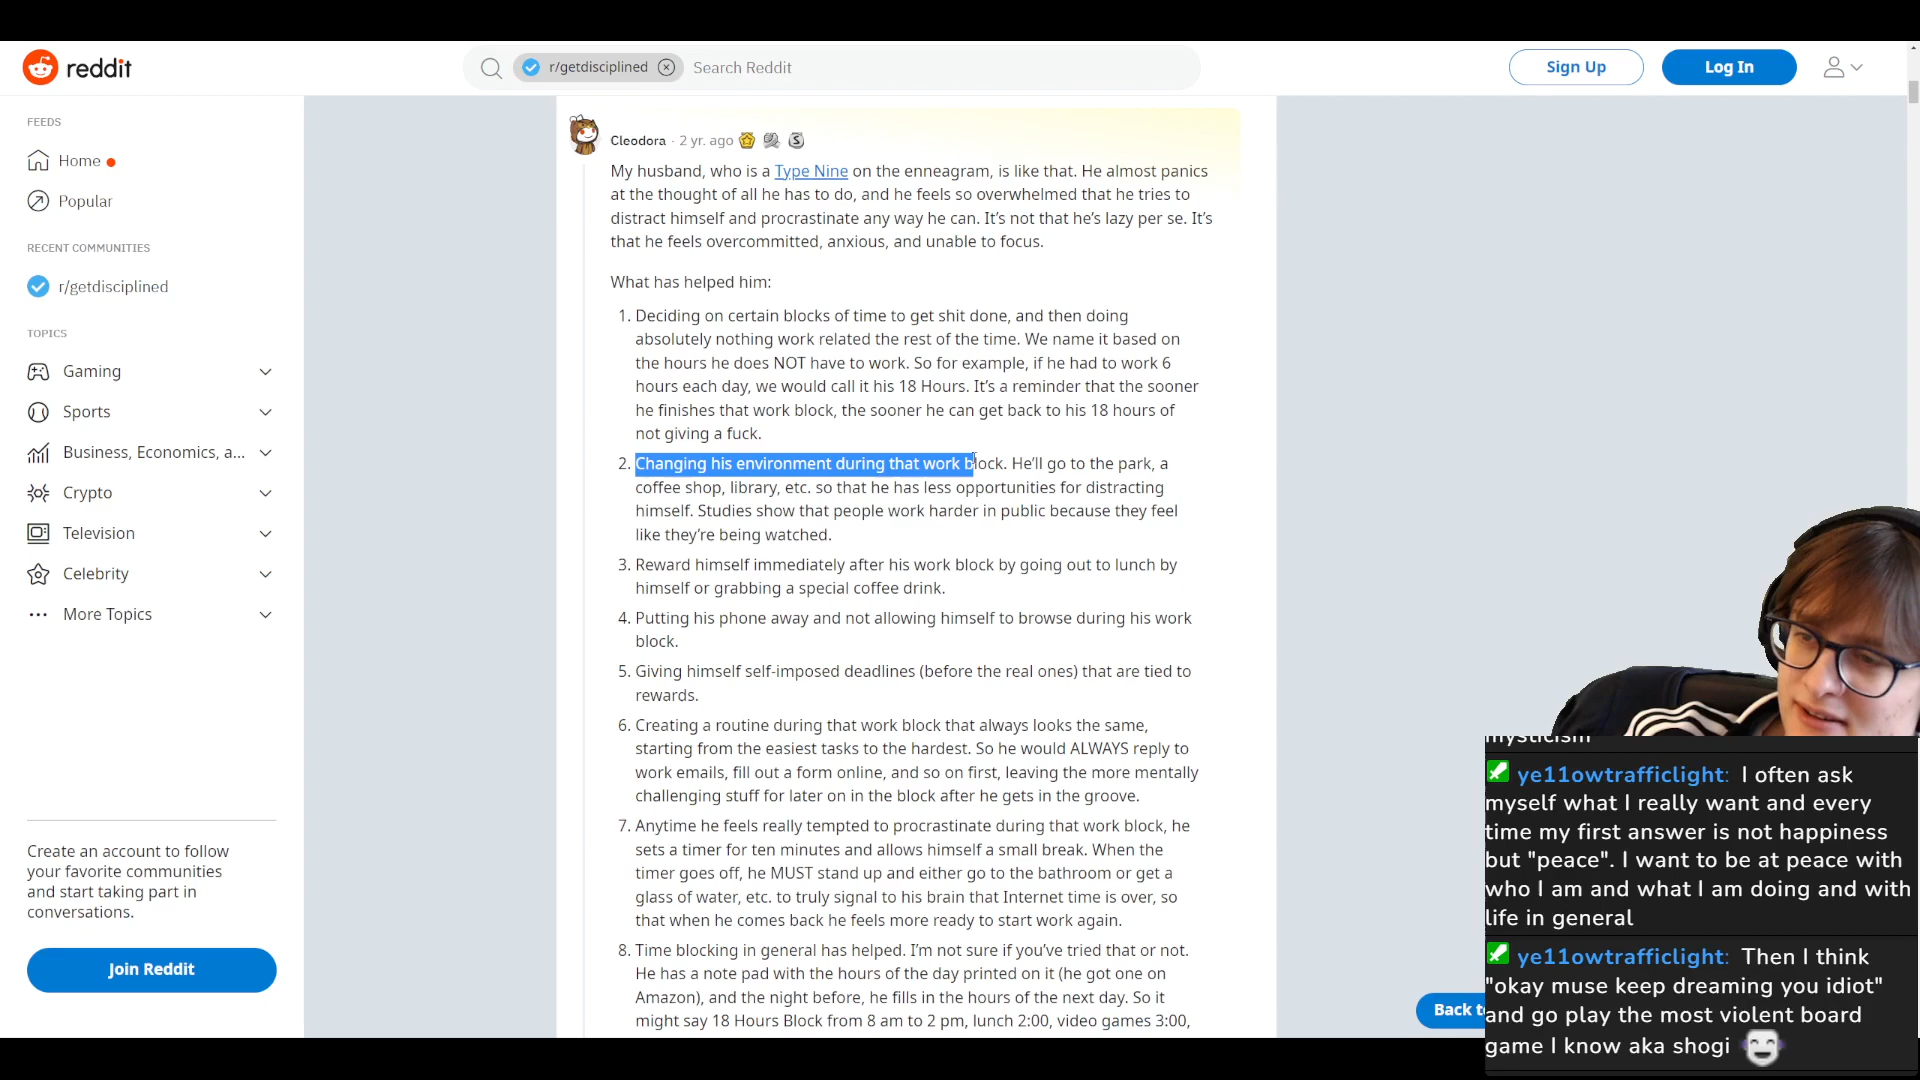 reddit
r/getdisciplined
Search Reddit
Sign Up
Log In
FEEDS
Home
Popular
RECENT COMMUNITIES
r/getdisciplined
TOPICS
Gaming
Sports
Business, Economics, a...
Crypto
Television
Celebrity
More Topics
Create an account to follow
your favorite communities
and start taking part in
conversations.
Join Reddit
Cleodora · 2 yr. ago
My husband, who is a Type Nine on the enneagram, is like that. He almost panics
at the thought of all he has to do, and he feels so overwhelmed that he tries to
distract himself and procrastinate any way he can. It’s not that he’s lazy per se. It’s
that he feels overcommitted, anxious, and unable to focus.
What has helped him:
1. Deciding on certain blocks of time to get shit done, and then doing
absolutely nothing work related the rest of the time. We name it based on
the hours he does NOT have to work. So for example, if he had to work 6
hours each day, we would call it his 18 Hours. It’s a reminder that the sooner
he finishes that work block, the sooner he can get back to his 18 hours of
not giving a fuck.
2. Changing his environment during that work block. He’ll go to the park, a
coffee shop, library, etc. so that he has less opportunities for distracting
himself. Studies show that people work harder in public because they feel
like they’re being watched.
3. Reward himself immediately after his work block by going out to lunch by
himself or grabbing a special coffee drink.
4. Putting his phone away and not allowing himself to browse during his work
block.
5. Giving himself self-imposed deadlines (before the real ones) that are tied to
rewards.
6. Creating a routine during that work block that always looks the same,
starting from the easiest tasks to the hardest. So he would ALWAYS reply to
work emails, fill out a form online, and so on first, leaving the more mentally
challenging stuff for later on in the block after he gets in the groove.
7. Anytime he feels really tempted to procrastinate during that work block, he
sets a timer for ten minutes and allows himself a small break. When the
timer goes off, he MUST stand up and either go to the bathroom or get a
glass of water, etc. to truly signal to his brain that Internet time is over, so
that when he comes back he feels more ready to start work again.
8. Time blocking in general has helped. I’m not sure if you’ve tried that or not.
He has a note pad with the hours of the day printed on it (he got one on
Amazon), and the night before, he fills in the hours of the next day. So it
might say 18 Hours Block from 8 am to 2 pm, lunch 2:00, video games 3:00,
Back t
mysticism
ye11owtrafficlight: I often ask
myself what I really want and every
time my first answer is not happiness
but "peace". I want to be at peace with
who I am and what I am doing and with
life in general
ye11owtrafficlight: Then I think
"okay muse keep dreaming you idiot"
and go play the most violent board
game I know aka shogi